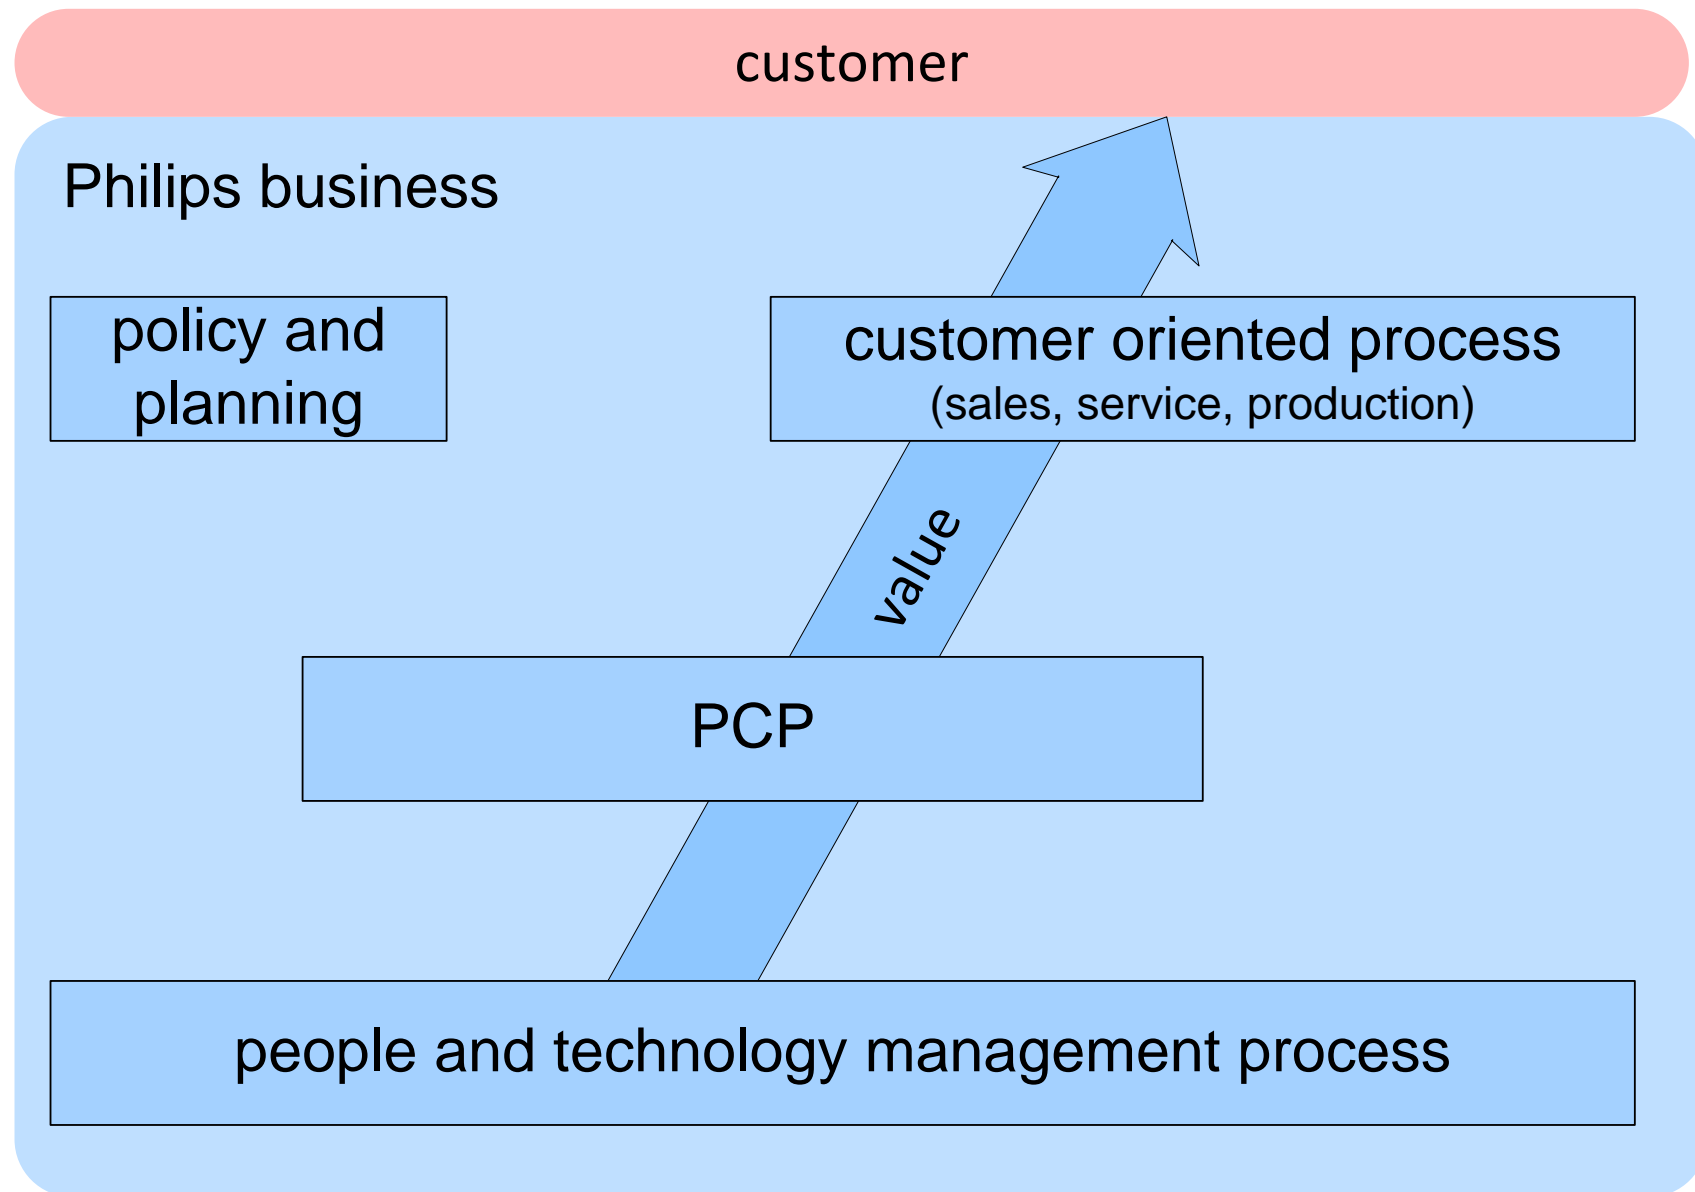 customer
Philips business
policy and
planning
customer oriented process
(sales, service, production)
value
PCP
people and technology management process